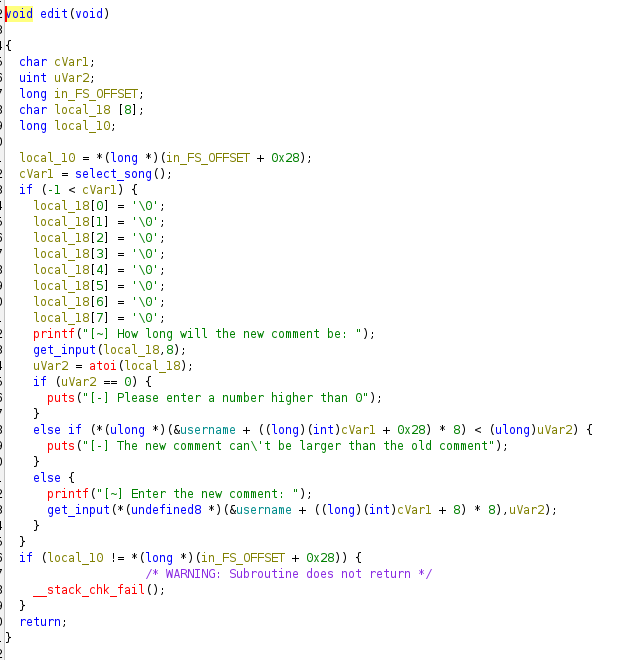 void edit(void)
{
char cVar1;
uint uVar2;
long in_FS_OFFSET;
char local_18 [8];
long local_10;
local_10 = *(long *)(in_FS_OFFSET + 0x28);
cVar1 = select_song();
if (-1 < cVar1) {
local_18[0] = '\0';
local_18[1] = '\0';
local_18[2] = '\0';
local_18[3] = '\0';
local_18[4] = '\0';
local_18[5] = '\0';
local_18[6] = '\0';
local_18[7] = '\0';
printf("[~] How long will the new comment be: ");
get_input(local_18,8);
uVar2 = atoi(local_18);
if (uVar2 == 0) {
puts("[-] Please enter a number higher than 0");
}
else if (*(ulong *)(&username + ((long)(int)cVar1 + 0x28) * 8) < (ulong)uVar2) {
puts("[-] The new comment can\'t be larger than the old comment");
}
else {
printf("[~] Enter the new comment: ");
get_input(*(undefined8 *)(&username + ((long)(int)cVar1 + 8) * 8),uVar2);
}
}
if (local_10 != *(long *)(in_FS_OFFSET + 0x28)) {
/* WARNING: Subroutine does not return */
__stack_chk_fail();
}
return;
}